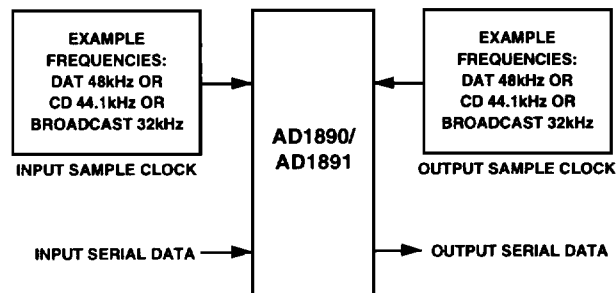 EXAMPLE
FREQUENCIES:
DAT 48kHz OR
CD 44.1kHz OR
BROADCAST 32kHz
INPUT SAMPLE CLOCK
AD1890/
AD1891
EXAMPLE
FREQUENCIES:
DAT 48kHz OR
CD 44.1kHz OR
BROADCAST 32kHz
OUTPUT SAMPLE CLOCK
INPUT SERIAL DATA
OUTPUT SERIAL DATA